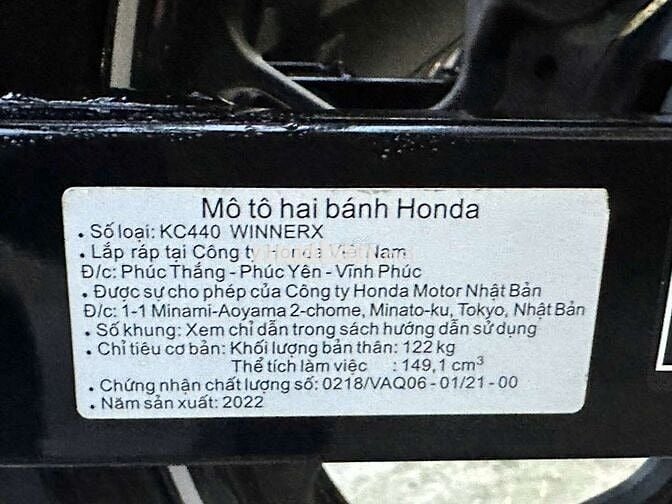 Mô tô hai bánh Honda
• Số loại: KC440 WINNERX
• Lắp ráp tại Công ty Honda Việt Nam
Đ/c: Phúc Thắng - Phúc Yên - Vĩnh Phúc
• Được sự cho phép của Công ty Honda Motor Nhật Bản
Đ/c: 1-1 Minami-Aoyama 2-chome, Minato-ku, Tokyo, Nhật Bản
• Số khung: Xem chỉ dẫn trong sách hướng dẫn sử dụng
• Chỉ tiêu cơ bản: Khối lượng bản thân: 122 kg
Thể tích làm việc : 149,1 cm³
• Chứng nhận chất lượng số: 0218/VAQ06 - 01/21 - 00
• Năm sản xuất: 2022